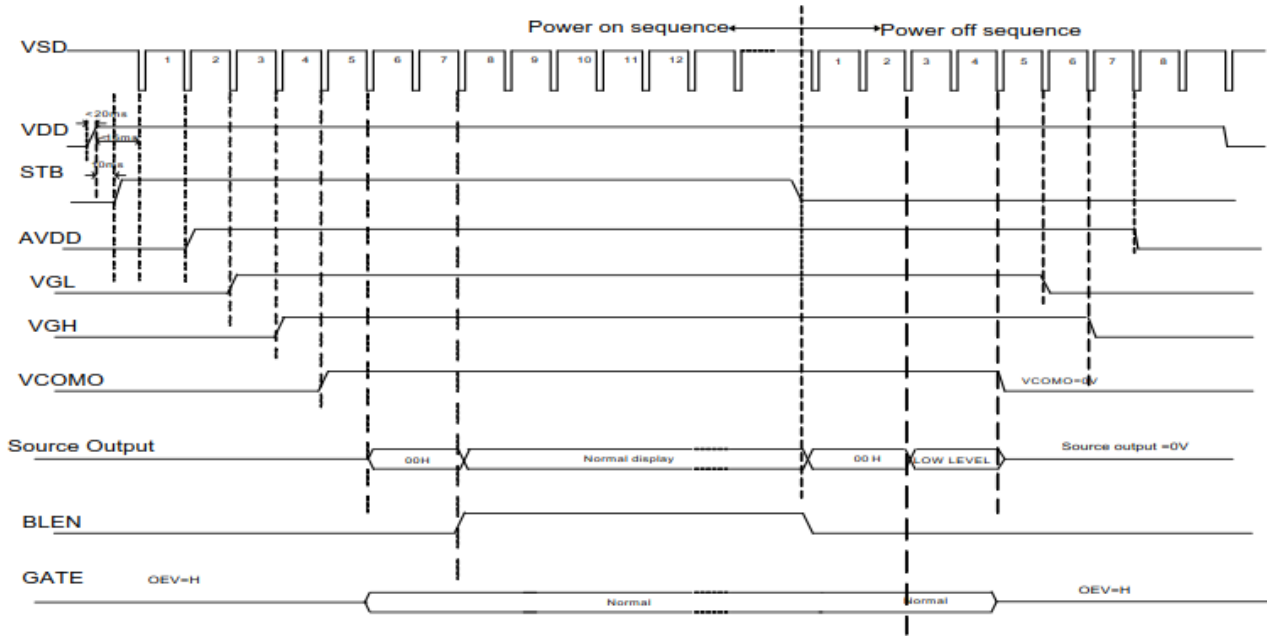 Power on sequence Power off sequence
VSD 1 2 3 4 5 6 7 8 9 10 11 12 1 2 3 4 5 6 7 8
<20ms
VDD
STB
AVDD
VGL
VGH
VCOMO VCOMO=0V
Source Output 00H Normal display 00 H LOW LEVEL Source output =0V
BLEN
GATE OEV=H Normal Normal OEV=H